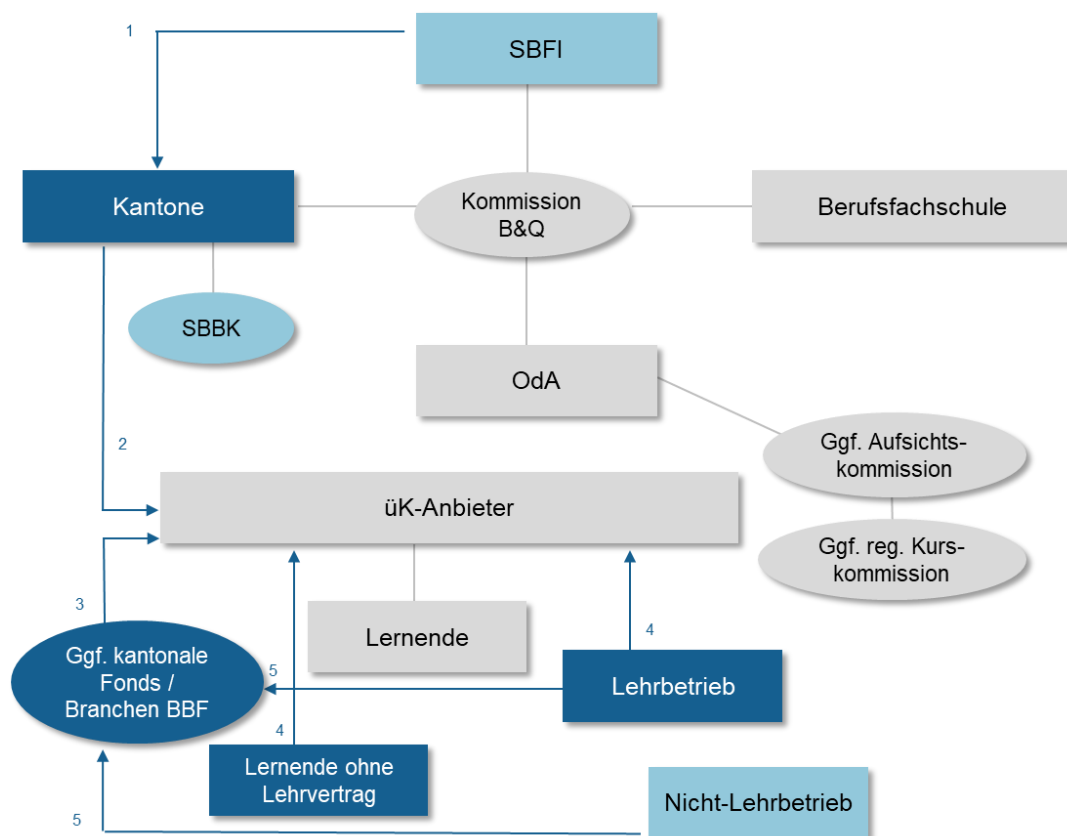 1
SBFI
Kantone
Kommission
B&Q
Berufsfachschule
SBBK
OdA
2
Ggf. Aufsichts-
kommission
üK-Anbieter
Ggf. reg. Kurs-
kommission
3
Lernende
4
Ggf. kantonale
Fonds /
Branchen BBF
5
Lehrbetrieb
4
Lernende ohne
Lehrvertrag
Nicht-Lehrbetrieb
5